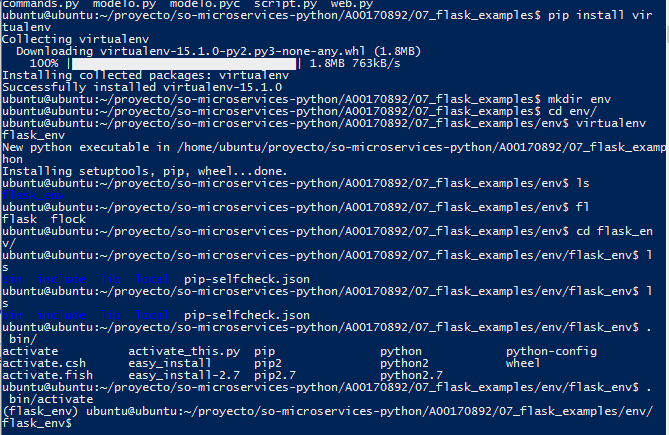 commands.py  modelo.py  modelo.pyc  script.py  web.py
ubuntu@ubuntu:~/proyecto/so-microservices-python/A00170892/07_flask_examples$ pip install vir
tualenv
Collecting virtualenv
  Downloading virtualenv-15.1.0-py2.py3-none-any.whl (1.8MB)
    100% |████████████████████████████████| 1.8MB 763kB/s
Installing collected packages: virtualenv
Successfully installed virtualenv-15.1.0
ubuntu@ubuntu:~/proyecto/so-microservices-python/A00170892/07_flask_examples$ mkdir env
ubuntu@ubuntu:~/proyecto/so-microservices-python/A00170892/07_flask_examples$ cd env/
ubuntu@ubuntu:~/proyecto/so-microservices-python/A00170892/07_flask_examples/env$ virtualenv
flask_env
New python executable in /home/ubuntu/proyecto/so-microservices-python/A00170892/07_flask_examp
hon
Installing setuptools, pip, wheel...done.
ubuntu@ubuntu:~/proyecto/so-microservices-python/A00170892/07_flask_examples/env$ ls
flask_env
ubuntu@ubuntu:~/proyecto/so-microservices-python/A00170892/07_flask_examples/env$ fl
flask  flock
ubuntu@ubuntu:~/proyecto/so-microservices-python/A00170892/07_flask_examples/env$ cd flask_en
v/
ubuntu@ubuntu:~/proyecto/so-microservices-python/A00170892/07_flask_examples/env/flask_env$ l
s
bin  include  lib  local  pip-selfcheck.json
ubuntu@ubuntu:~/proyecto/so-microservices-python/A00170892/07_flask_examples/env/flask_env$ l
s
bin  include  lib  local  pip-selfcheck.json
ubuntu@ubuntu:~/proyecto/so-microservices-python/A00170892/07_flask_examples/env/flask_env$ .
 bin/
activate          activate_this.py  pip               python            python-config
activate.csh      easy_install      pip2              python2           wheel
activate.fish     easy_install-2.7  pip2.7            python2.7
ubuntu@ubuntu:~/proyecto/so-microservices-python/A00170892/07_flask_examples/env/flask_env$ .
 bin/activate
(flask_env) ubuntu@ubuntu:~/proyecto/so-microservices-python/A00170892/07_flask_examples/env/
flask_env$